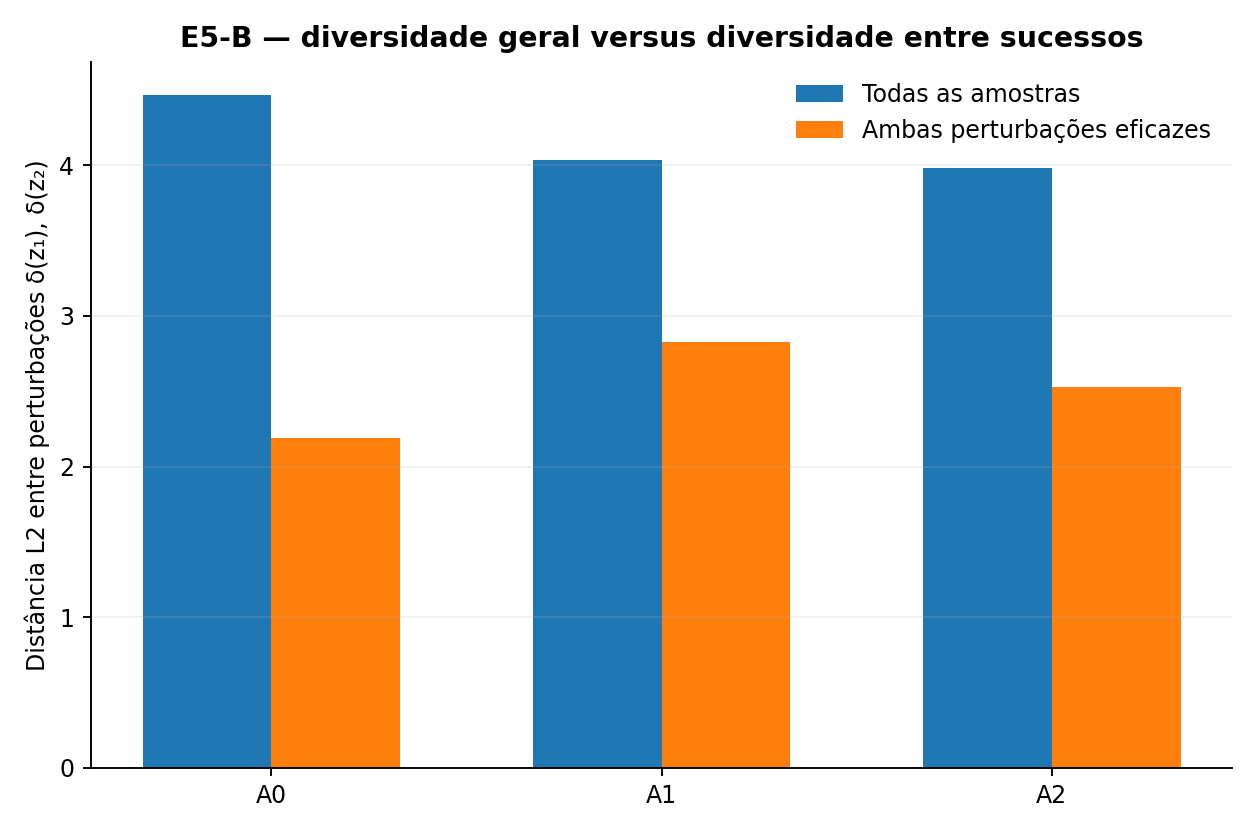 E5-B — diversidade geral versus diversidade entre sucessos
Todas as amostras
Ambas perturbações eficazes
Distância L2 entre perturbações δ(z₁), δ(z₂)
4
3
2
1
0
A0
A1
A2